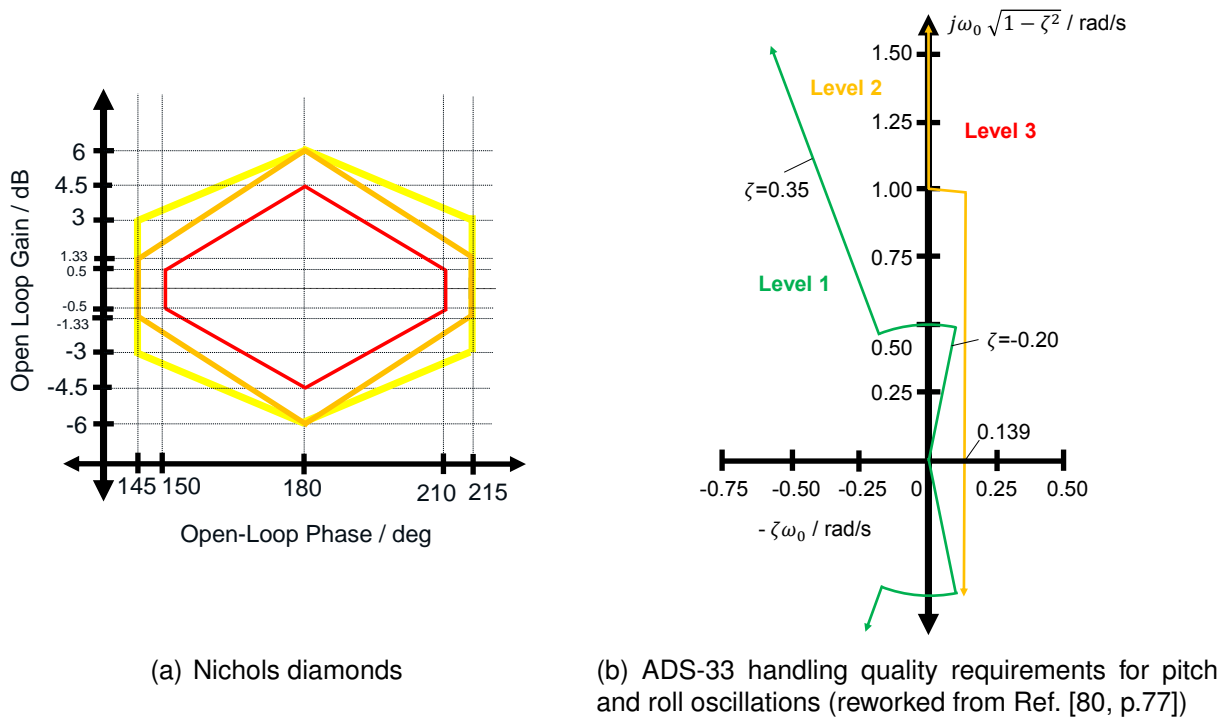 Open Loop Gain / dB
6
4.5
3
1.33
0.5
-0.5
-1.33
-3
-4.5
-6
145 150 180 210 215
Open-Loop Phase / deg
(a) Nichols diamonds
jω₀ √1 − ζ² / rad/s
1.50
Level 2
1.25
Level 3
ζ=0.35
1.00
0.75
Level 1
0.50
ζ=-0.20
0.25
0.139
-0.75 -0.50 -0.25 0 0.25 0.50
- ζω₀ / rad/s
(b) ADS-33 handling quality requirements for pitch
and roll oscillations (reworked from Ref. [80, p.77])